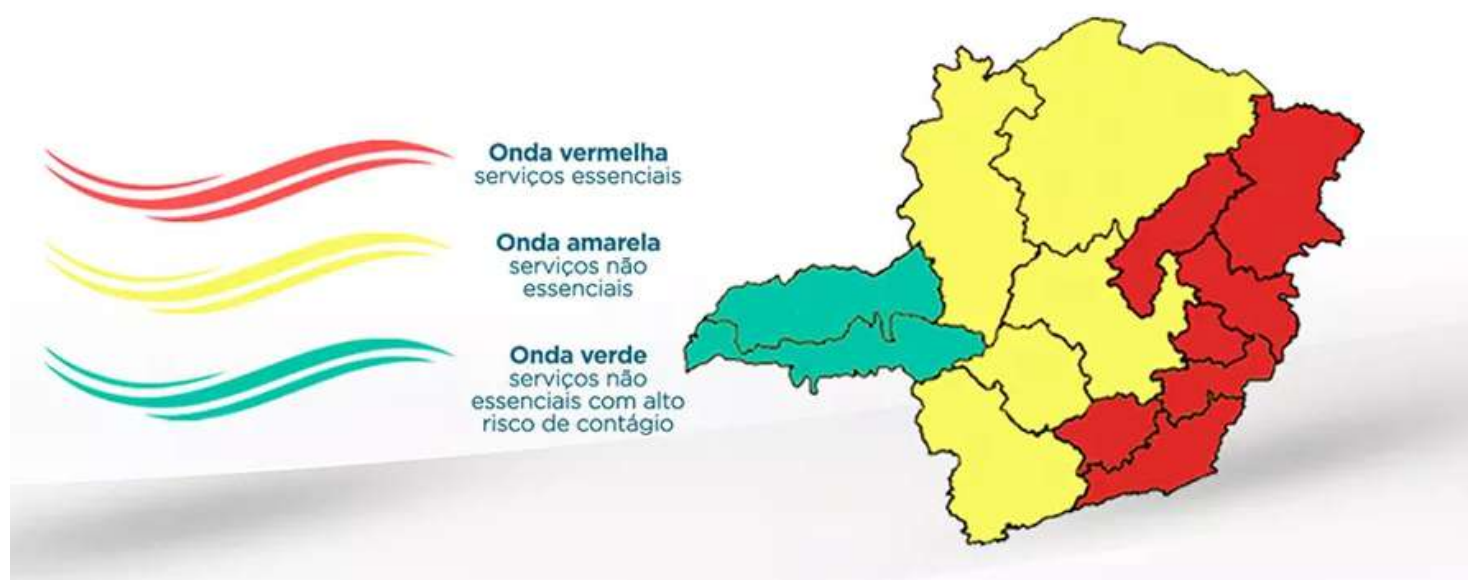 Onda vermelha
serviços essenciais
Onda amarela
serviços não
essenciais
Onda verde
serviços não
essenciais com alto
risco de contágio